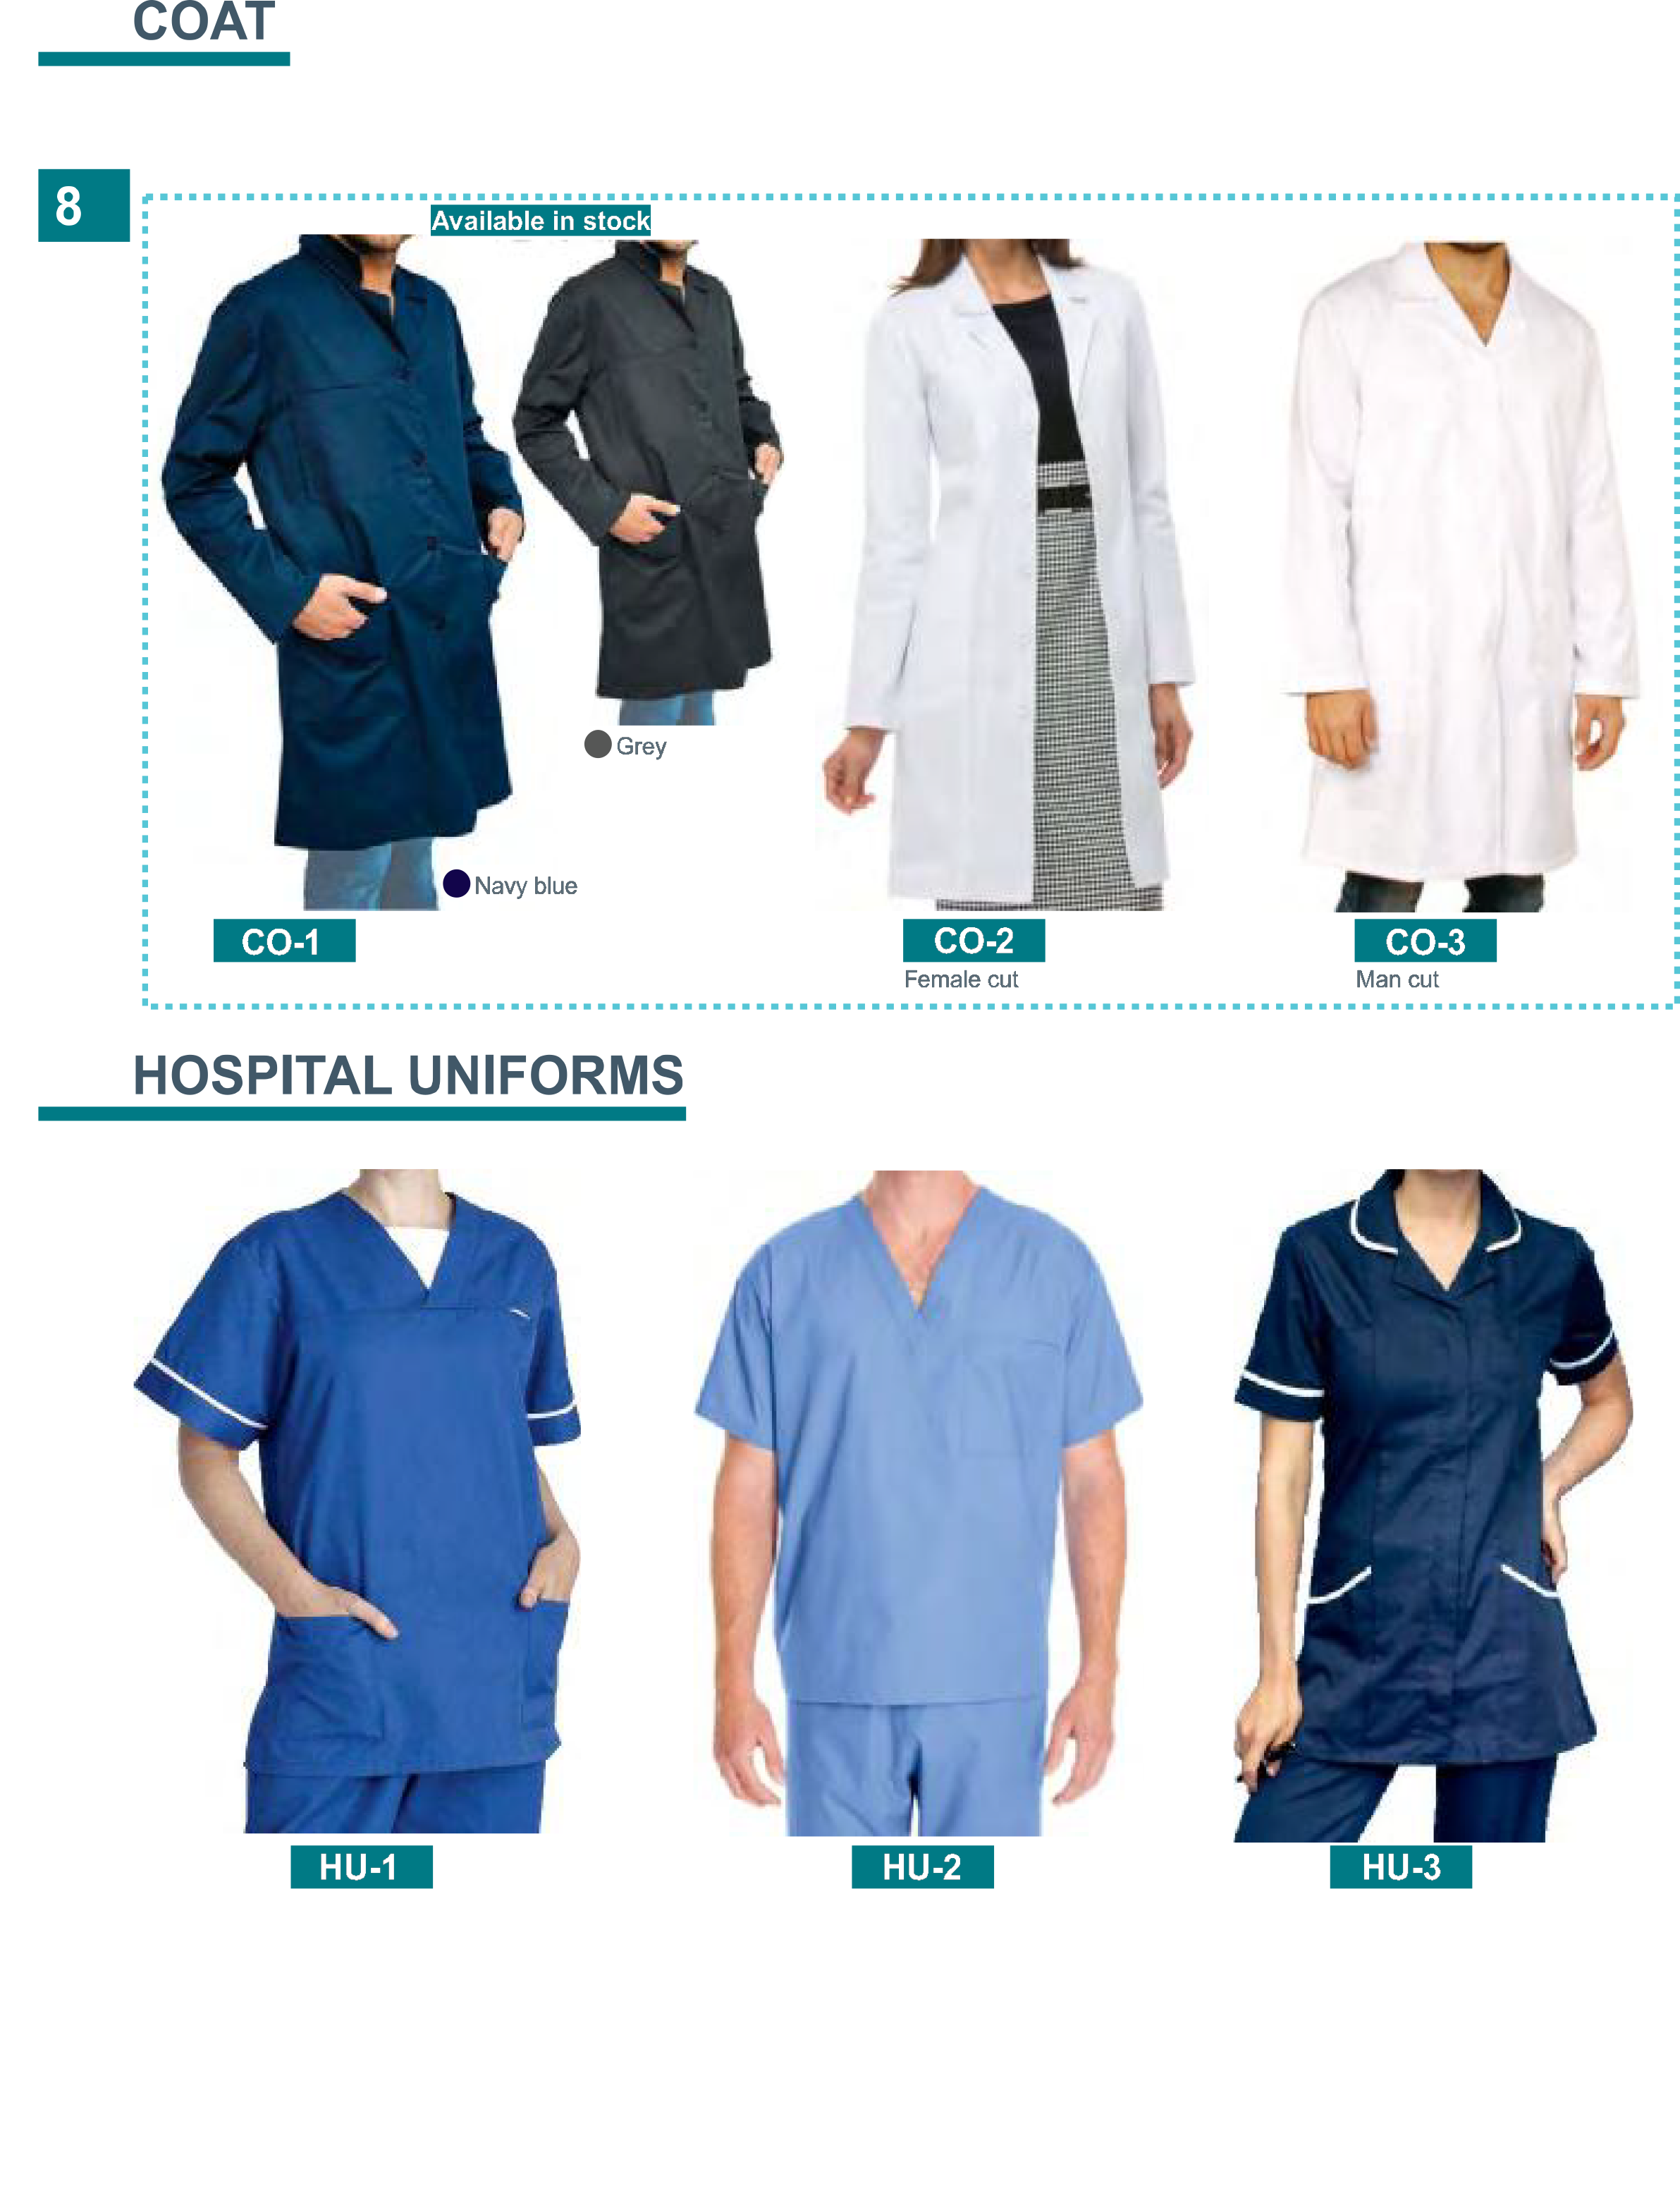 COAT
8
Available in stock
Grey
Navy blue
CO-1
CO-2
CO-3
Female cut
Man cut
HOSPITAL UNIFORMS
HU-1
HU-2
HU-3